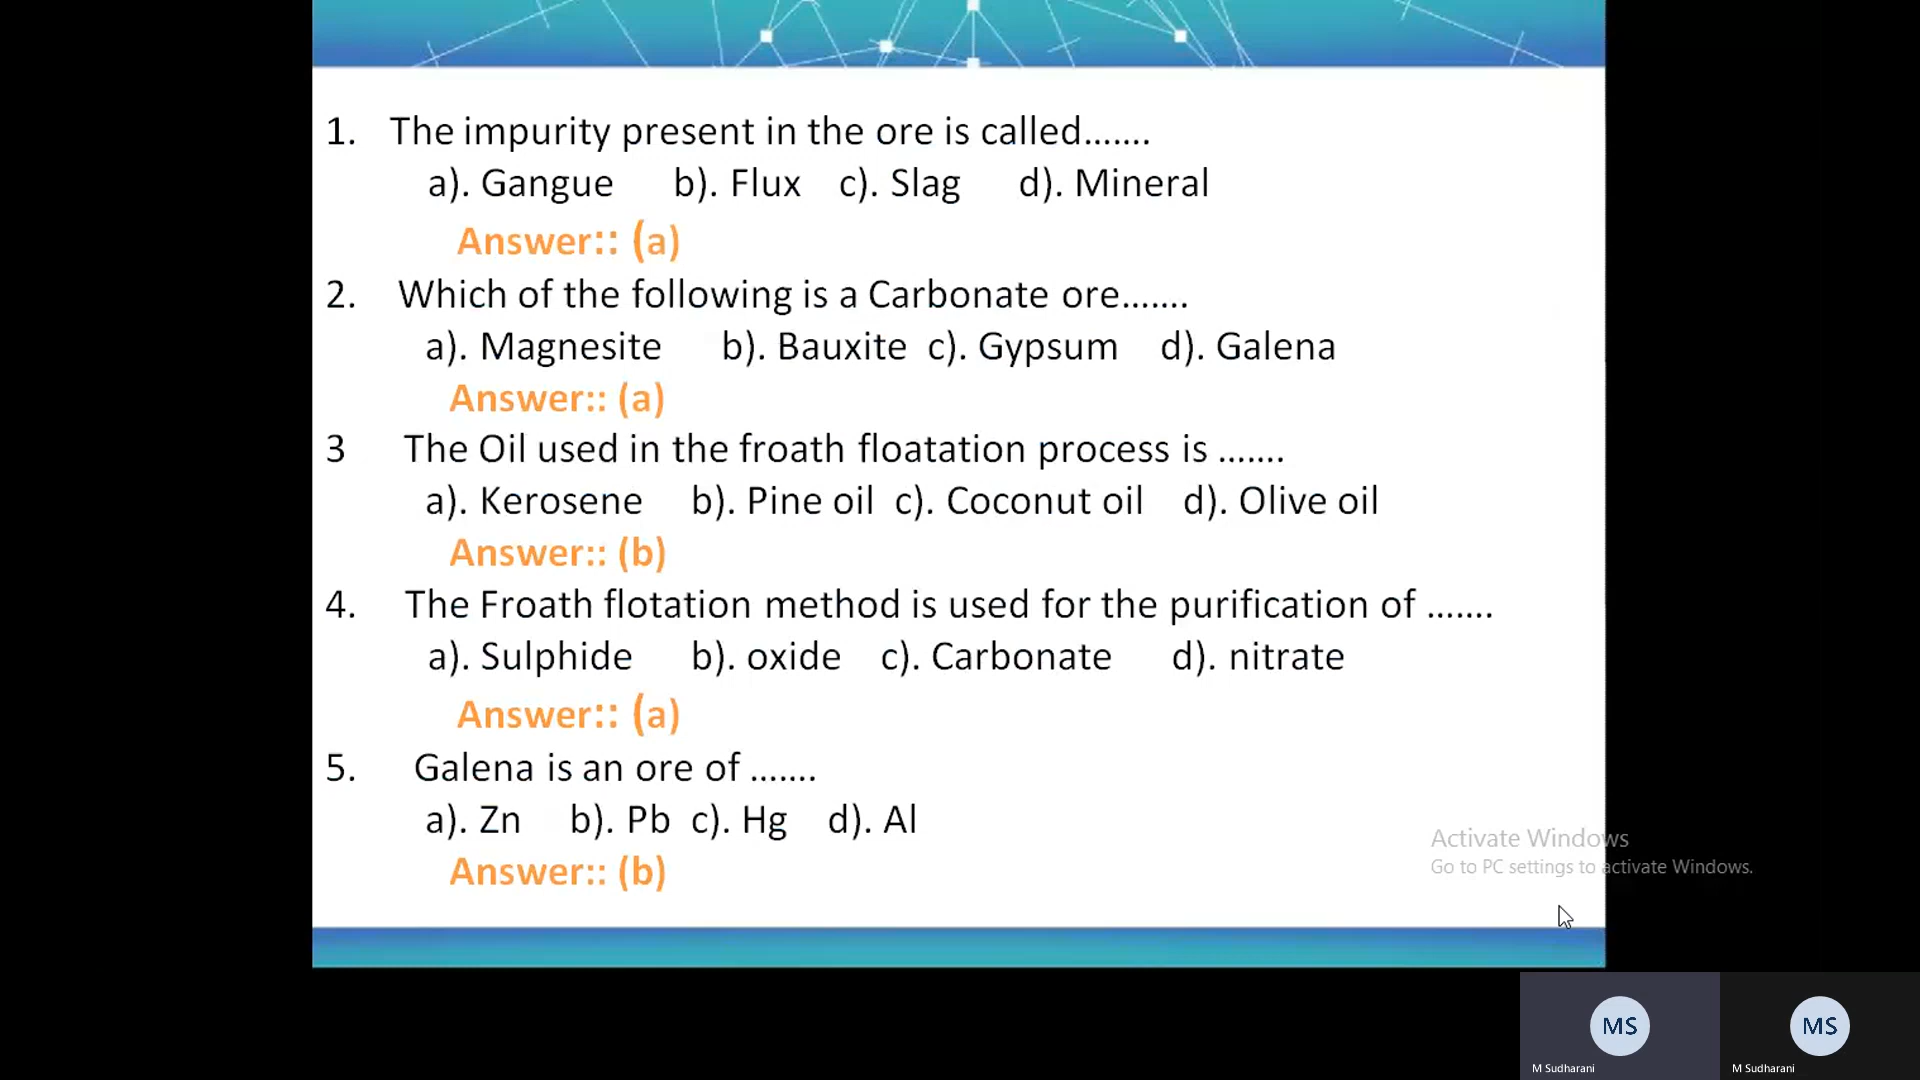 1. The impurity present in the ore is called.......
a). Gangue b). Flux c). Slag d). Mineral
Answer:: (a)
2. Which of the following is a Carbonate ore.......
a). Magnesite b). Bauxite c). Gypsum d). Galena
Answer:: (a)
3 The Oil used in the froath floatation process is .......
a). Kerosene b). Pine oil c). Coconut oil d). Olive oil
Answer:: (b)
4. The Froath flotation method is used for the purification of .......
a). Sulphide b). oxide c). Carbonate d). nitrate
Answer:: (a)
5. Galena is an ore of .......
a). Zn b). Pb c). Hg d). Al
Answer:: (b)
Activate Windows
Go to PC settings to activate Windows.
MS MS
M Sudharani M Sudharani